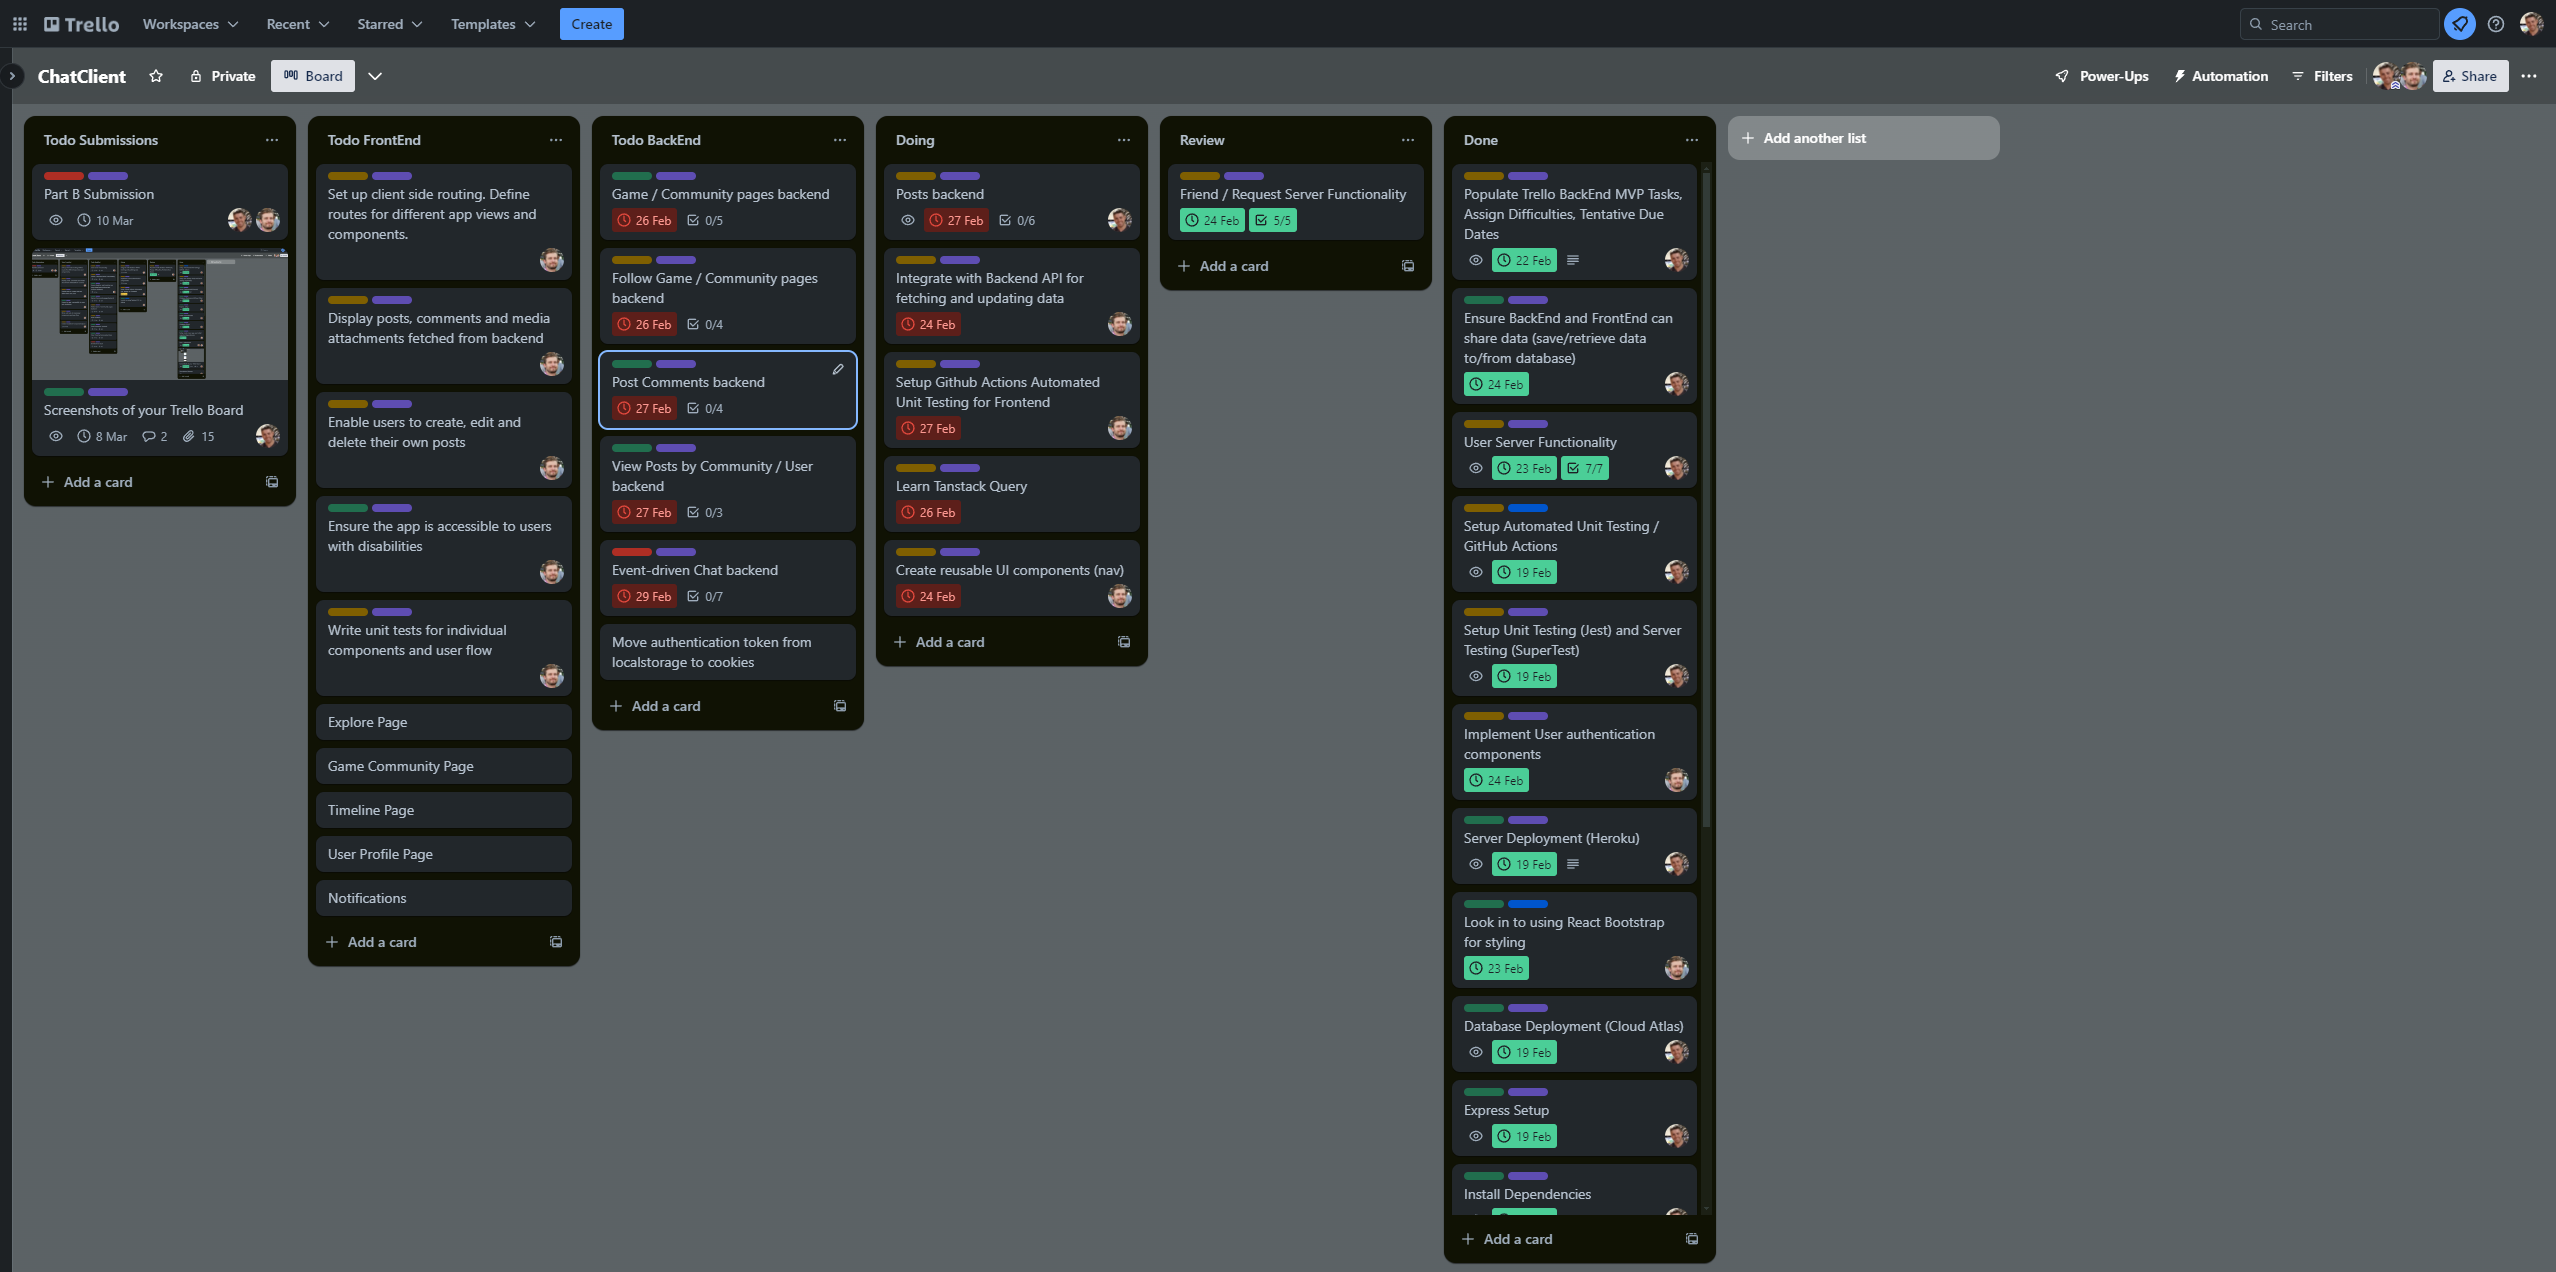 Trello
Workspaces
Recent
Starred
Templates
Create
Search
ChatClient
Private
Board
Power-Ups
Automation
Filters
Share
Todo Submissions
Part B Submission
10 Mar
Screenshots of your Trello Board
8 Mar 2 15
Add a card
Todo FrontEnd
Set up client side routing. Define
routes for different app views and
components.
Display posts, comments and media
attachments fetched from backend
Enable users to create, edit and
delete their own posts
Ensure the app is accessible to users
with disabilities
Write unit tests for individual
components and user flow
Explore Page
Game Community Page
Timeline Page
User Profile Page
Notifications
Add a card
Todo BackEnd
Game / Community pages backend
26 Feb 0/5
Follow Game / Community pages
backend
26 Feb 0/4
Post Comments backend
27 Feb 0/4
View Posts by Community / User
backend
27 Feb 0/3
Event-driven Chat backend
29 Feb 0/7
Move authentication token from
localstorage to cookies
Add a card
Doing
Posts backend
27 Feb 0/6
Integrate with Backend API for
fetching and updating data
24 Feb
Setup Github Actions Automated
Unit Testing for Frontend
27 Feb
Learn Tanstack Query
26 Feb
Create reusable UI components (nav)
24 Feb
Add a card
Review
Friend / Request Server Functionality
24 Feb 5/5
Add a card
Done
Populate Trello BackEnd MVP Tasks,
Assign Difficulties, Tentative Due
Dates
22 Feb
Ensure BackEnd and FrontEnd can
share data (save/retrieve data
to/from database)
24 Feb
User Server Functionality
23 Feb 7/7
Setup Automated Unit Testing /
GitHub Actions
19 Feb
Setup Unit Testing (Jest) and Server
Testing (SuperTest)
19 Feb
Implement User authentication
components
24 Feb
Server Deployment (Heroku)
19 Feb
Look in to using React Bootstrap
for styling
23 Feb
Database Deployment (Cloud Atlas)
19 Feb
Express Setup
19 Feb
Install Dependencies
Add a card
Add another list